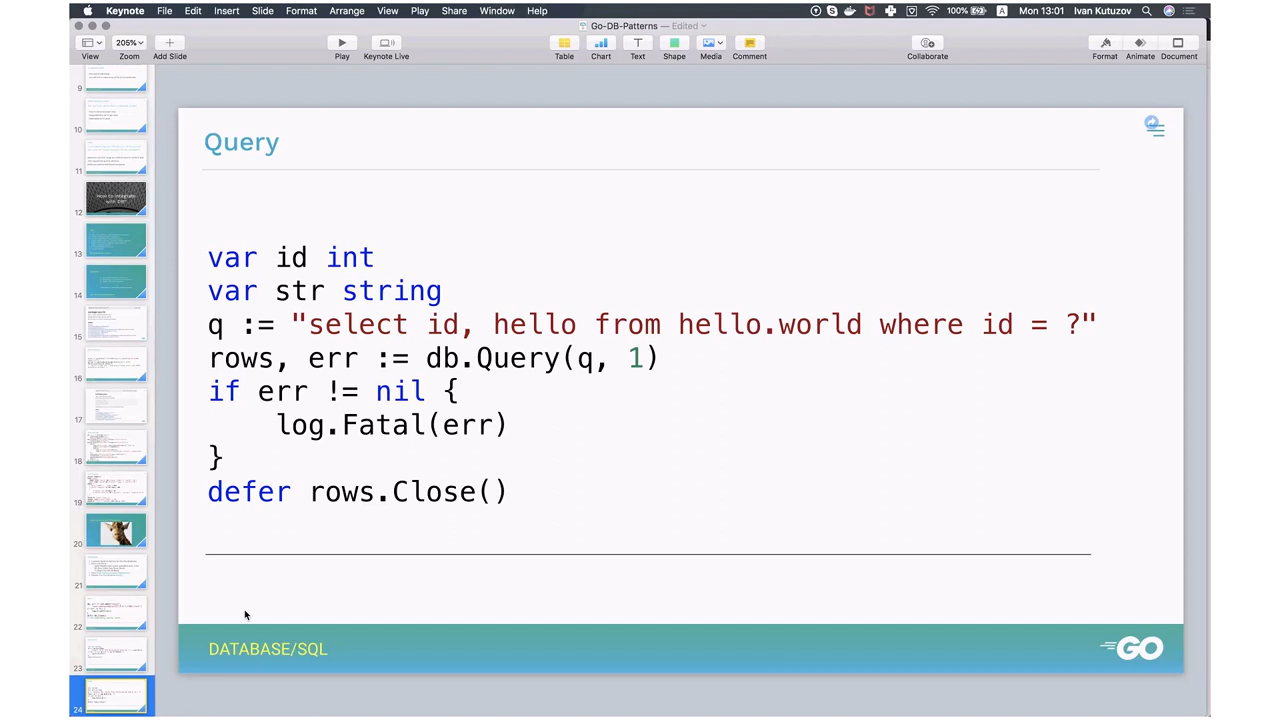 Keynote File Edit Insert Slide Format Arrange View Play Share Window Help 100% A Mon 13:01 Ivan Kutuzov
Go-DB-Patterns — Edited
205%
View Zoom Add Slide Play Keynote Live Table Chart Text Shape Media Comment Collaborate Format Animate Document
9
10
11
12
13
14
15
16
17
18
19
20
21
22
23
24
Query
var id int
var str string
q := "select id, hello from hello.world where id = ?"
rows, err := db.Query(q, 1)
if err != nil {
log.Fatal(err)
}
defer rows.Close()
DATABASE/SQL
GO